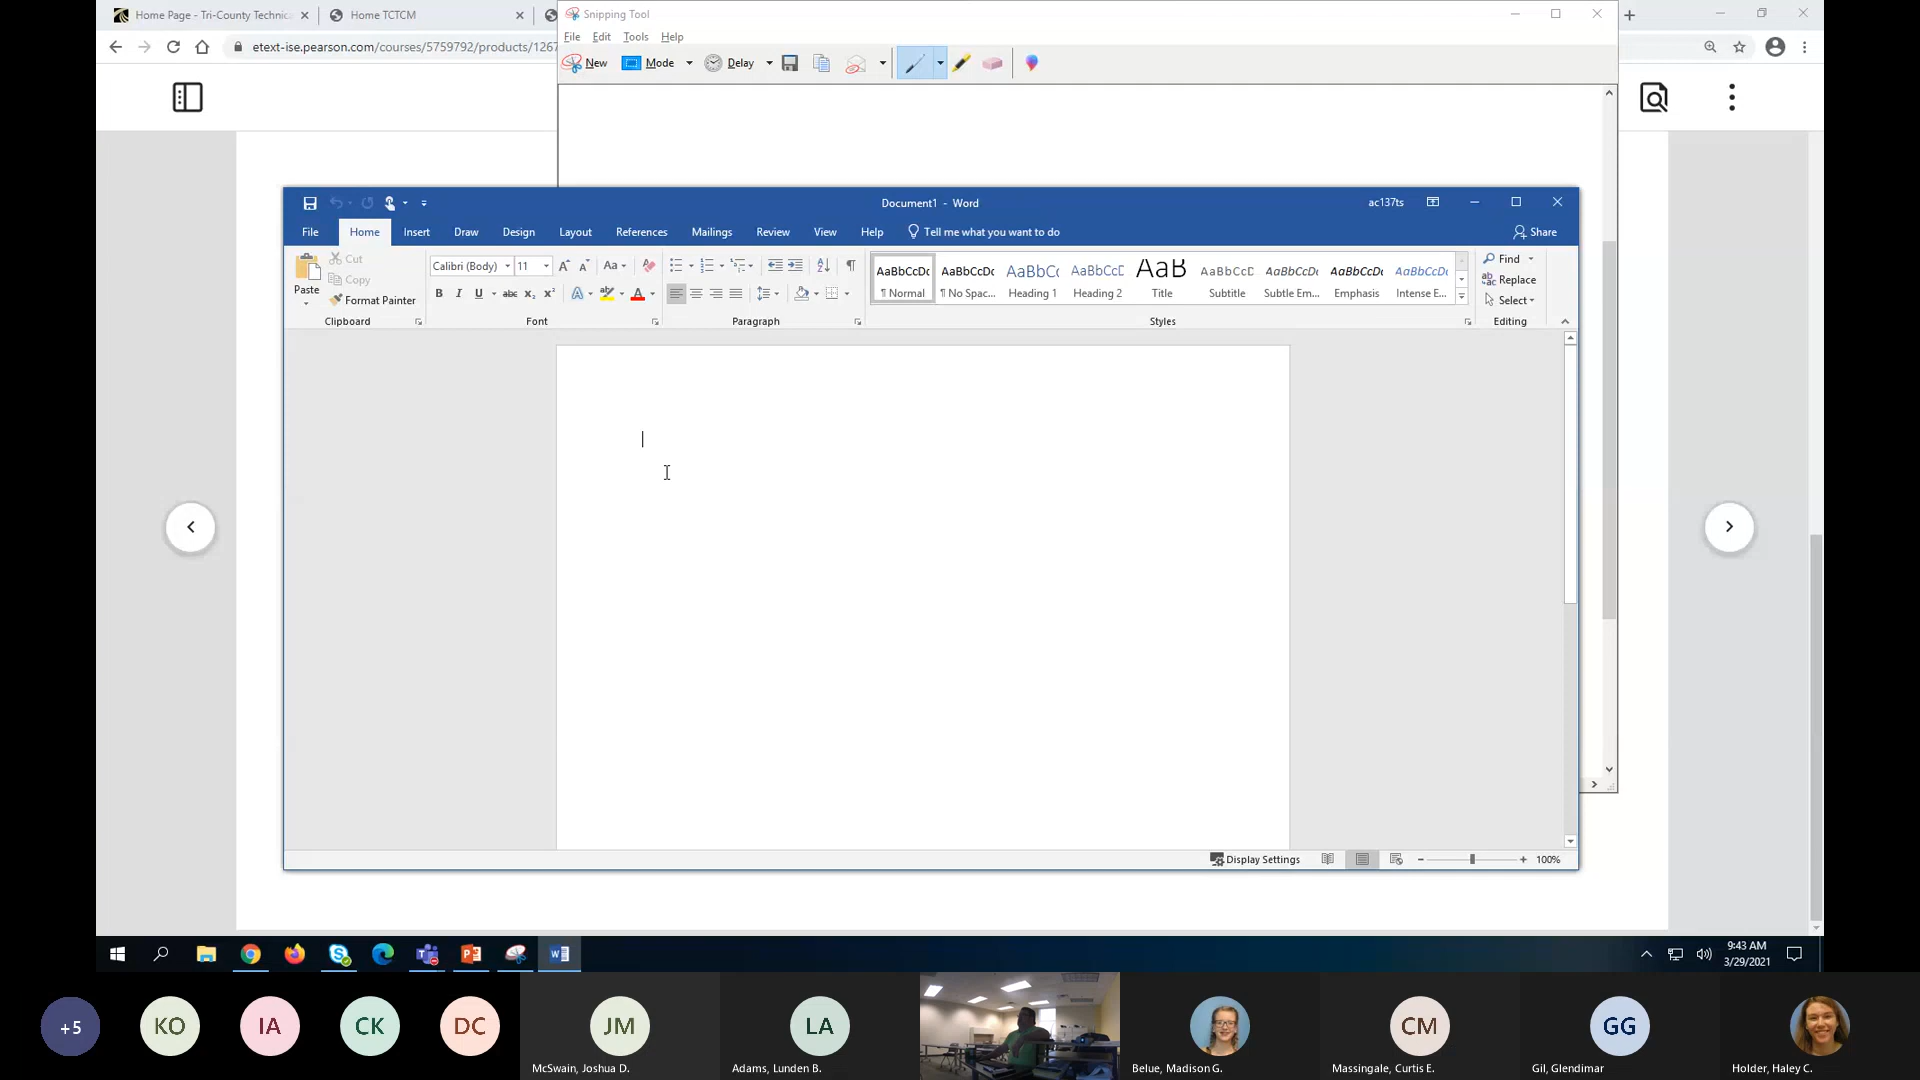 Home Page - Tri-County Technic
Home TCTCM
Snipping Tool
etext-ise.pearson.com/courses/5759792/products/1267
File Edit Tools Help
New Mode Delay
Document1 - Word
ac137ts
File Home Insert Draw Design Layout References Mailings Review View Help Tell me what you want to do Share
Paste
Cut
Copy
Format Painter
Clipboard
Calibri (Body) 11
Font
Paragraph
AaBbCcDc AaBbCcDc AaBbCc AaBbCcD AaB AaBbCcD AaBbCcDc AaBbCcDc AaBbCcDc
¶ Normal ¶ No Spac... Heading 1 Heading 2 Title Subtitle Subtle Em... Emphasis Intense E...
Styles
Find
Replace
Select
Editing
Display Settings 100%
9:43 AM
3/29/2021
+5 KO IA CK DC JM LA CM GG
McSwain, Joshua D. Adams, Lunden B. Belue, Madison G. Massingale, Curtis E. Gil, Glendimar Holder, Haley C.